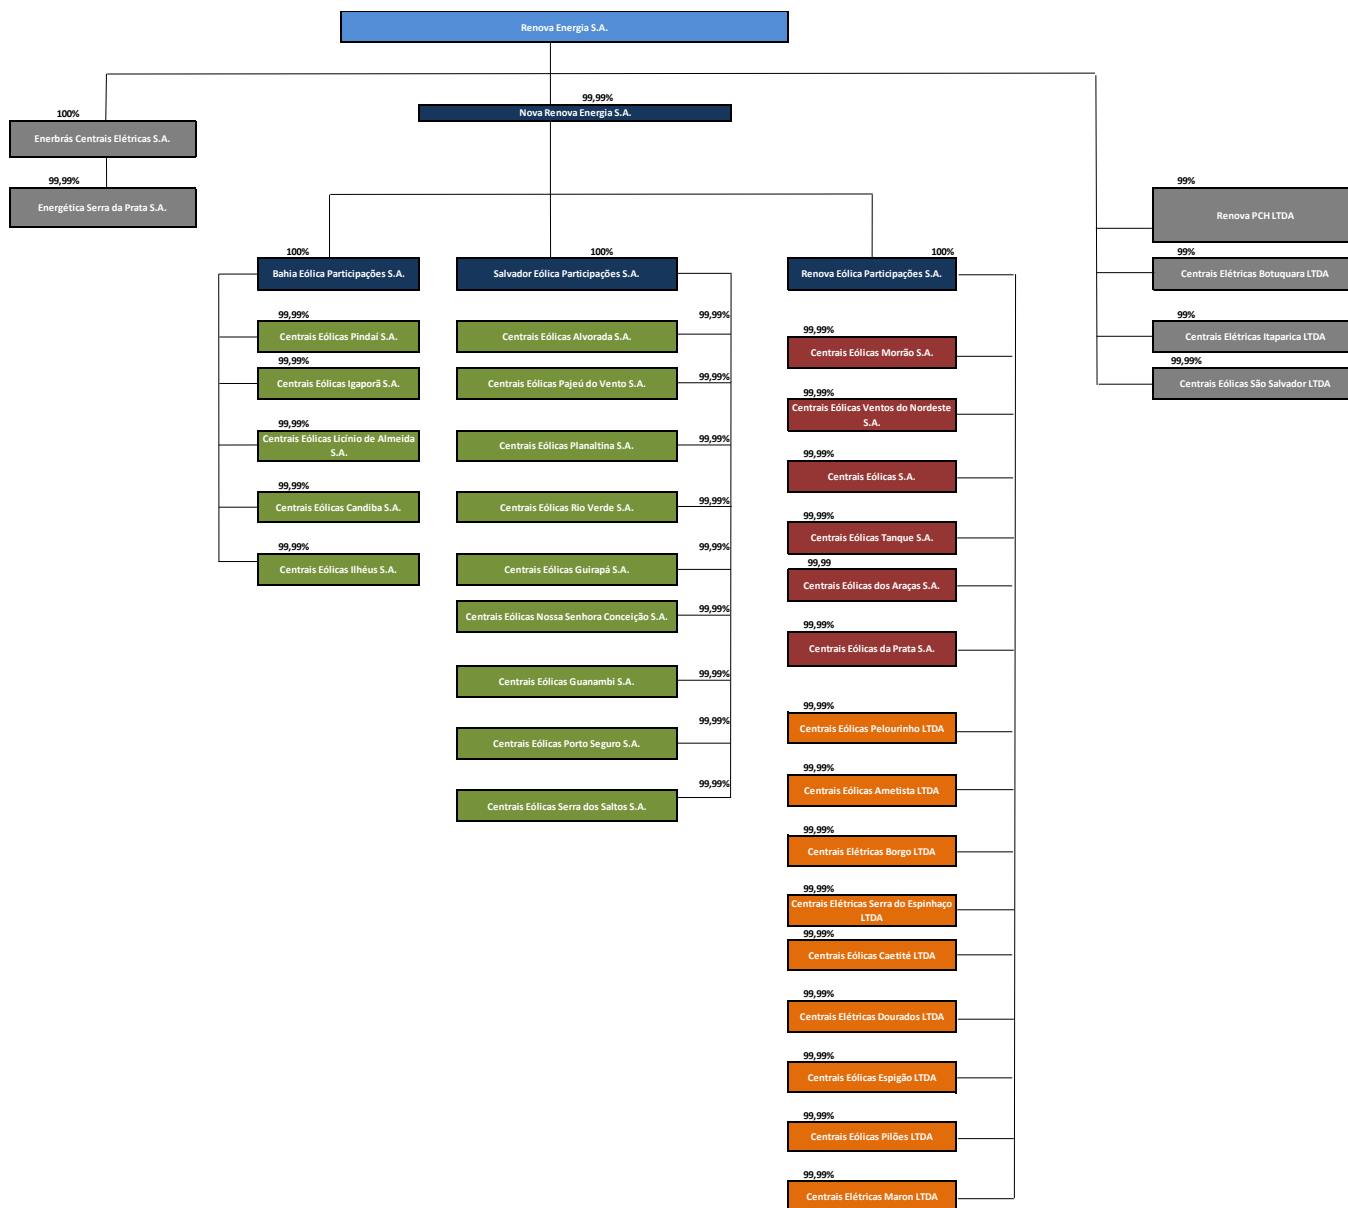 Renova Energia S.A.
99,99%
Nova Renova Energia S.A.
100%
Enerbrás Centrais Elétricas S.A.
99,99%
Energética Serra da Prata S.A.
100%
Bahia Eólica Participações S.A.
99,99%
Centrais Eólicas Pindaí S.A.
99,99%
Centrais Eólicas Igaporã S.A.
99,99%
Centrais Eólicas Licínio de Almeida
S.A.
99,99%
Centrais Eólicas Candiba S.A.
99,99%
Centrais Eólicas Ilhéus S.A.
100%
Salvador Eólica Participações S.A.
99,99%
Centrais Eólicas Alvorada S.A.
99,99%
Centrais Eólicas Pajeú do Vento S.A.
99,99%
Centrais Eólicas Planaltina S.A.
99,99%
Centrais Eólicas Rio Verde S.A.
99,99%
Centrais Eólicas Guirapá S.A.
99,99%
Centrais Eólicas Nossa Senhora Conceição S.A.
99,99%
Centrais Eólicas Guanambi S.A.
99,99%
Centrais Eólicas Porto Seguro S.A.
99,99%
Centrais Eólicas Serra dos Saltos S.A.
100%
Renova Eólica Participações S.A.
99,99%
Centrais Eólicas Morrão S.A.
99,99%
Centrais Eólicas Ventos do Nordeste
S.A.
99,99%
Centrais Eólicas S.A.
99,99%
Centrais Eólicas Tanque S.A.
99,99
Centrais Eólicas dos Araças S.A.
99,99%
Centrais Eólicas da Prata S.A.
99,99%
Centrais Eólicas Pelourinho LTDA
99,99%
Centrais Eólicas Ametista LTDA
99,99%
Centrais Elétricas Borgo LTDA
99,99%
Centrais Elétricas Serra do Espinhaço
LTDA
99,99%
Centrais Eólicas Caetité LTDA
99,99%
Centrais Elétricas Dourados LTDA
99,99%
Centrais Eólicas Espigão LTDA
99,99%
Centrais Eólicas Pilões LTDA
99,99%
Centrais Elétricas Maron LTDA
99%
Renova PCH LTDA
99%
Centrais Elétricas Botuquara LTDA
99%
Centrais Elétricas Itaparica LTDA
99,99%
Centrais Eólicas São Salvador LTDA